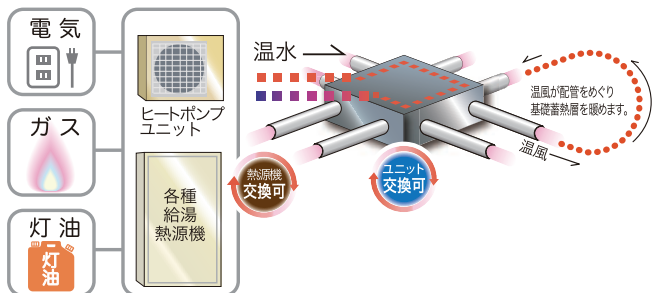 電気
ガス
灯油
灯
油
ヒートポンプ
ユニット
各種
給湯
熱源機
温水
熱源機
交換可
ユニット
交換可
温風が配管をめぐり
基礎蓄熱層を暖めます。
温風